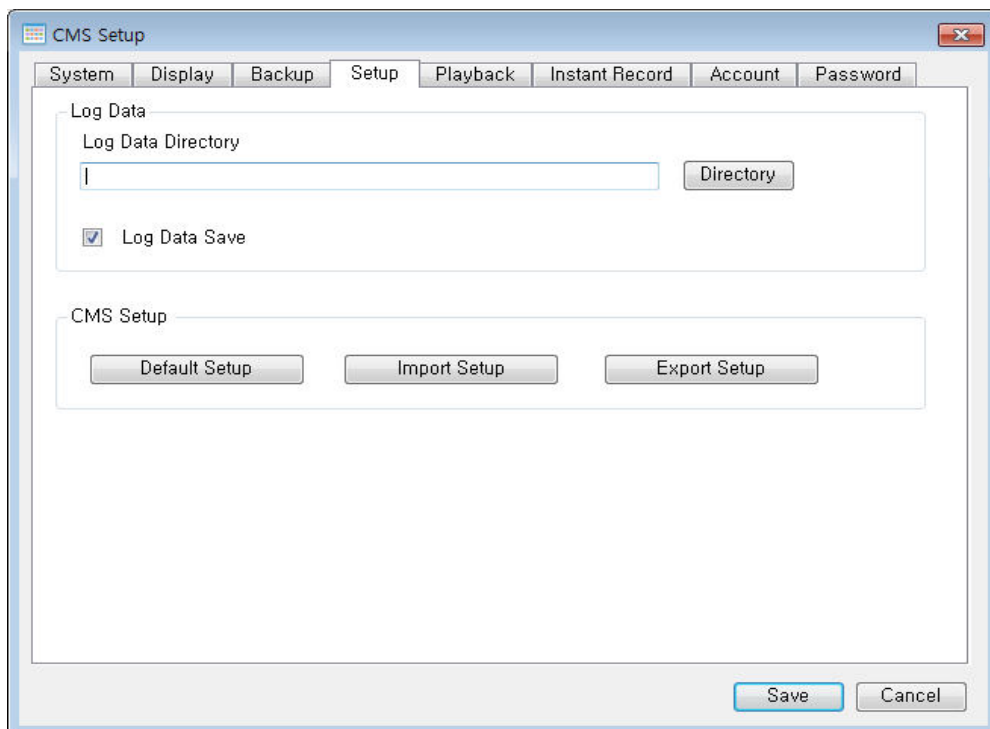 CMS Setup
System Display Backup Setup Playback Instant Record Account Password
Log Data
Log Data Directory
Directory
Log Data Save
CMS Setup
Default Setup Import Setup Export Setup
Save Cancel